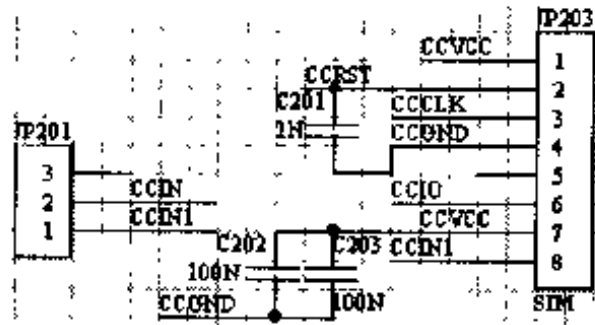 JP203
CCVCC
1
CCRST
2
C201
CCCLK
3
1N
CCGND
4
JP201
5
3
CCIN
CCIO
6
2
CCIN1
CCVCC
7
1
C202
C203
CCIN1
8
100N
CCGND
100N
SIM